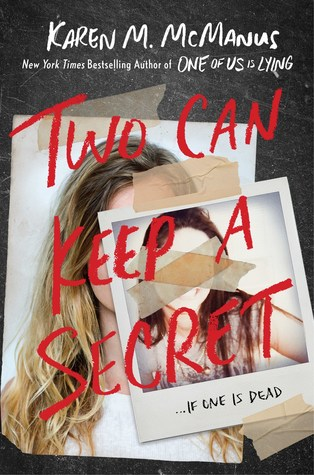 KAREN M. MCMANUS
New York Times Bestselling Author of ONE OF US IS LYING
TWO CAN
KEEP A
SECRET
...IF ONE IS DEAD